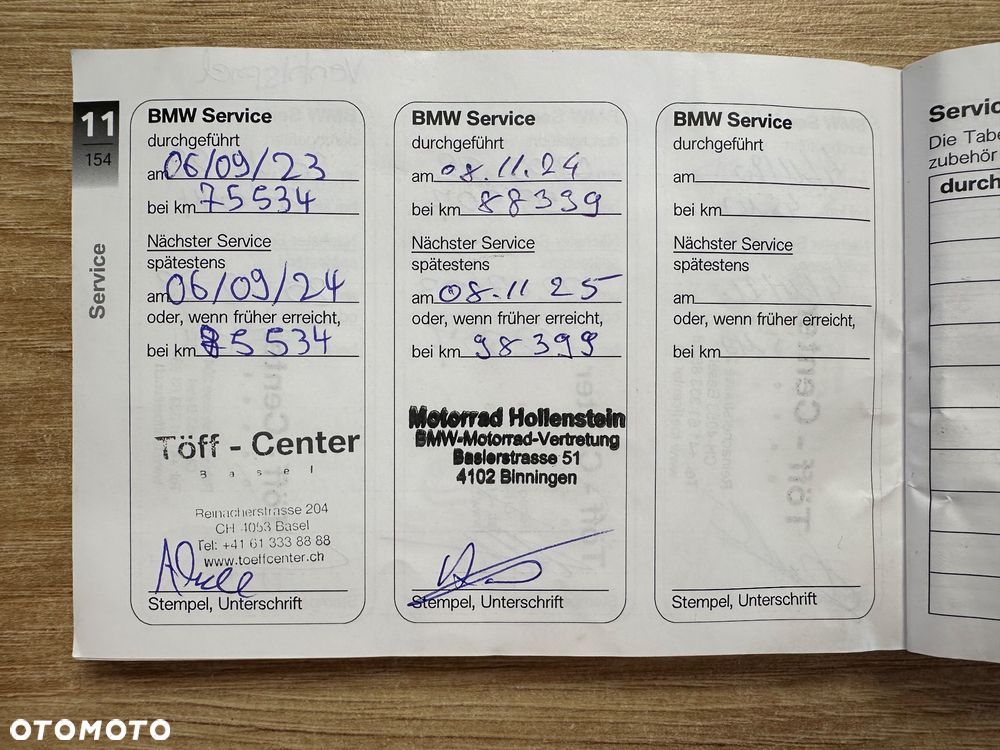 11
154
Service
BMW Service
durchgeführt
am 06/09/23
bei km 75534
Nächster Service
spätestens
am 06/09/24
oder, wenn früher erreicht,
bei km 85534
Töff - Center
Basel
Reinacherstrasse 204
CH 4053 Basel
Tel: +41 61 333 88 88
www.toeffcenter.ch
Stempel, Unterschrift
BMW Service
durchgeführt
am 08.11.24
bei km 88399
Nächster Service
spätestens
am 08.11 25
oder, wenn früher erreicht,
bei km 98399
Motorrad Hollenstein
BMW-Motorrad-Vertretung
Baslerstrasse 51
4102 Binningen
Stempel, Unterschrift
BMW Service
durchgeführt
am
bei km
Nächster Service
spätestens
am
oder, wenn früher erreicht,
bei km
Stempel, Unterschrift
Servic
Die Tabe
zubehör
durch
OTOMOTO